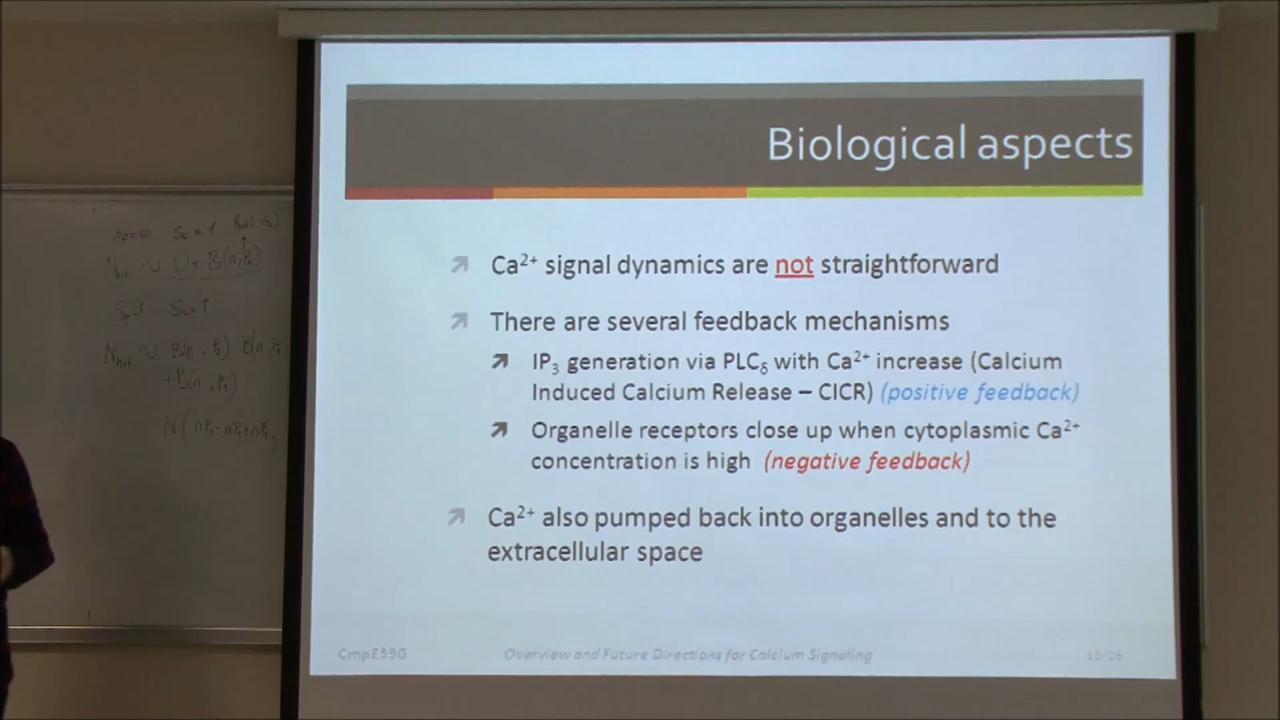 Biological aspects
Ca²⁺ signal dynamics are not straightforward
There are several feedback mechanisms
IP₃ generation via PLCδ with Ca²⁺ increase (Calcium
Induced Calcium Release – CICR) (positive feedback)
Organelle receptors close up when cytoplasmic Ca²⁺
concentration is high (negative feedback)
Ca²⁺ also pumped back into organelles and to the
extracellular space
CmpE59G Overview and Future Directions for Calcium Signaling